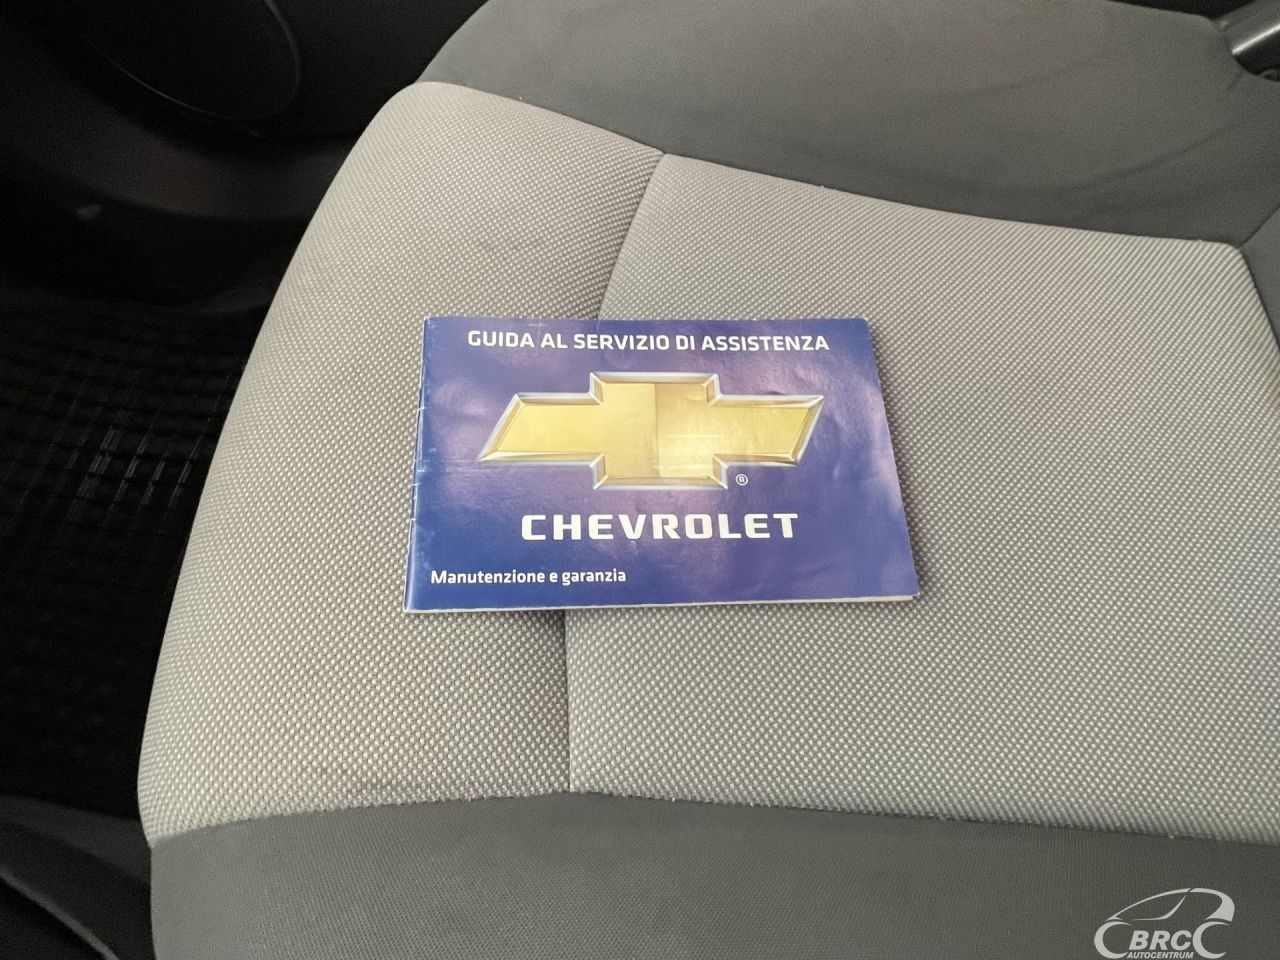 GUIDA AL SERVIZIO DI ASSISTENZA
®
CHEVROLET
Manutenzione e garanzia
BRC
AUTOCENTRUM